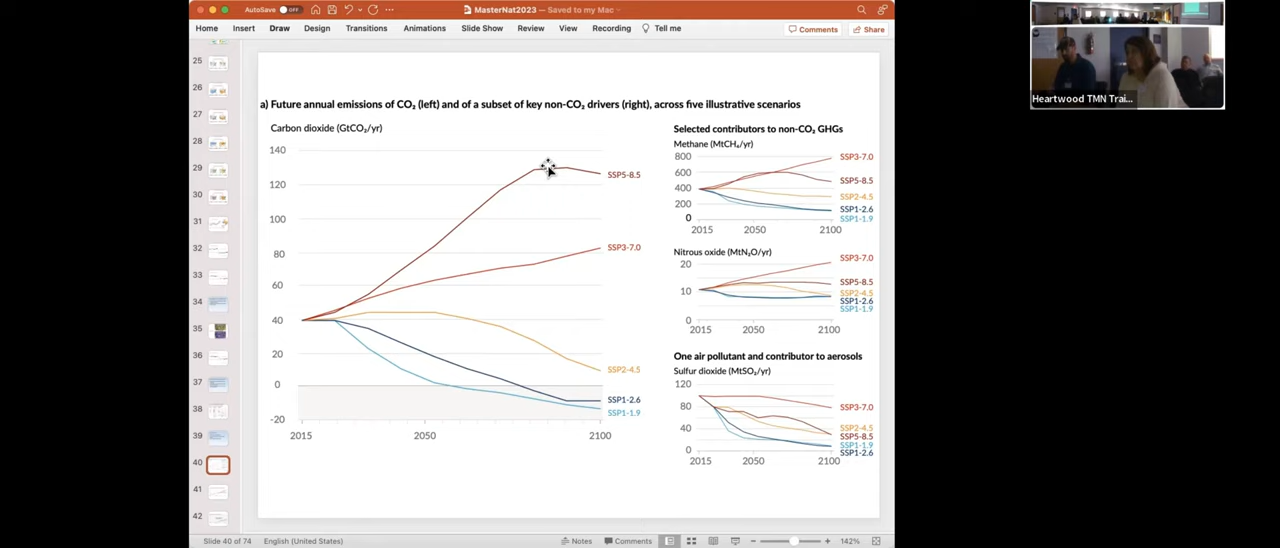 AutoSave OFF
MasterNat2023 — Saved to my Mac
Home Insert Draw Design Transitions Animations Slide Show Review View Recording Tell me
Comments Share
25
26
27
28
29
30
31
32
33
34
35
36
37
38
39
40
41
42
a) Future annual emissions of CO₂ (left) and of a subset of key non-CO₂ drivers (right), across five illustrative scenarios
Carbon dioxide (GtCO₂/yr)
140
120
100
80
60
40
20
0
-20
2015 2050 2100
SSP5-8.5
SSP3-7.0
SSP2-4.5
SSP1-2.6
SSP1-1.9
Selected contributors to non-CO₂ GHGs
Methane (MtCH₄/yr)
800
600
400
200
0
2015 2050 2100
SSP3-7.0
SSP5-8.5
SSP2-4.5
SSP1-2.6
SSP1-1.9
Nitrous oxide (MtN₂O/yr)
20
10
0
2015 2050 2100
SSP3-7.0
SSP5-8.5
SSP2-4.5
SSP1-2.6
SSP1-1.9
One air pollutant and contributor to aerosols
Sulfur dioxide (MtSO₂/yr)
120
80
40
0
2015 2050 2100
SSP3-7.0
SSP2-4.5
SSP5-8.5
SSP1-1.9
SSP1-2.6
Slide 40 of 74 English (United States)
Notes Comments 142%
Heartwood TMN Trai...